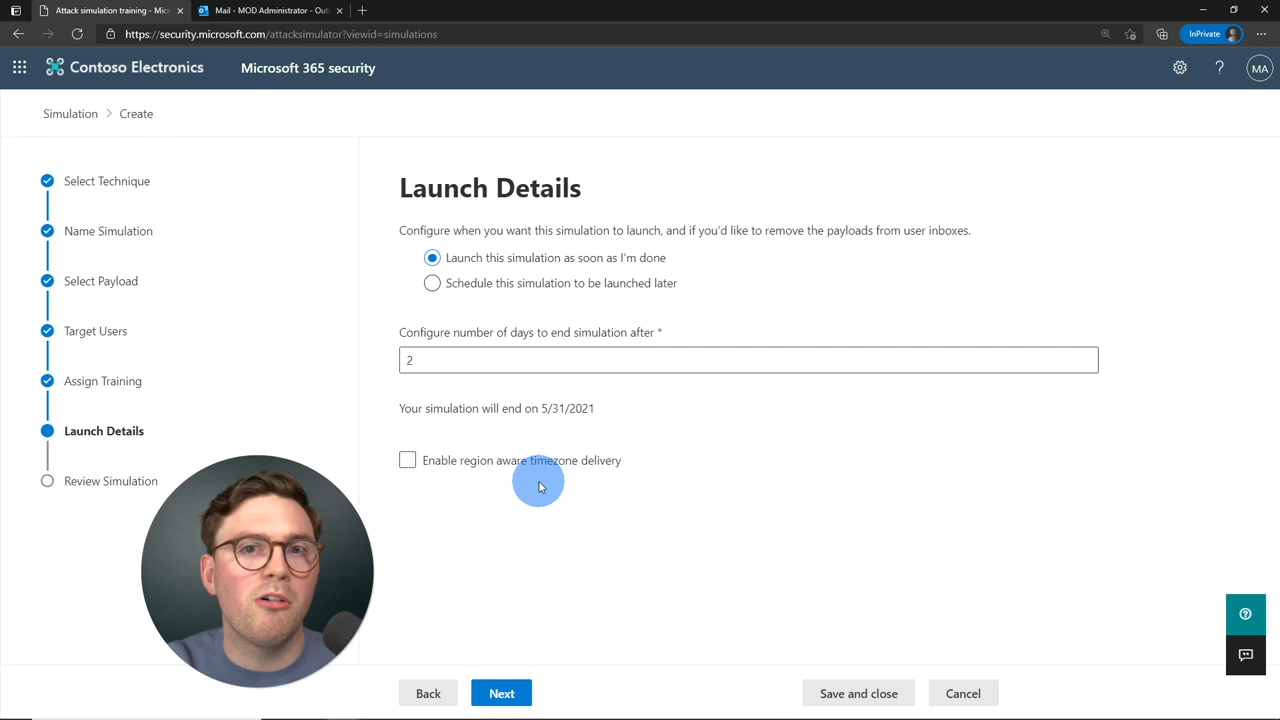 Attack simulation training - Micr
Mail - MOD Administrator - Outl
https://security.microsoft.com/attacksimulator?viewid=simulations
InPrivate
Contoso Electronics
Microsoft 365 security
MA
Simulation > Create
Select Technique
Name Simulation
Select Payload
Target Users
Assign Training
Launch Details
Review Simulation
Launch Details
Configure when you want this simulation to launch, and if you'd like to remove the payloads from user inboxes.
Launch this simulation as soon as I'm done
Schedule this simulation to be launched later
Configure number of days to end simulation after *
2
Your simulation will end on 5/31/2021
Enable region aware timezone delivery
Back
Next
Save and close
Cancel